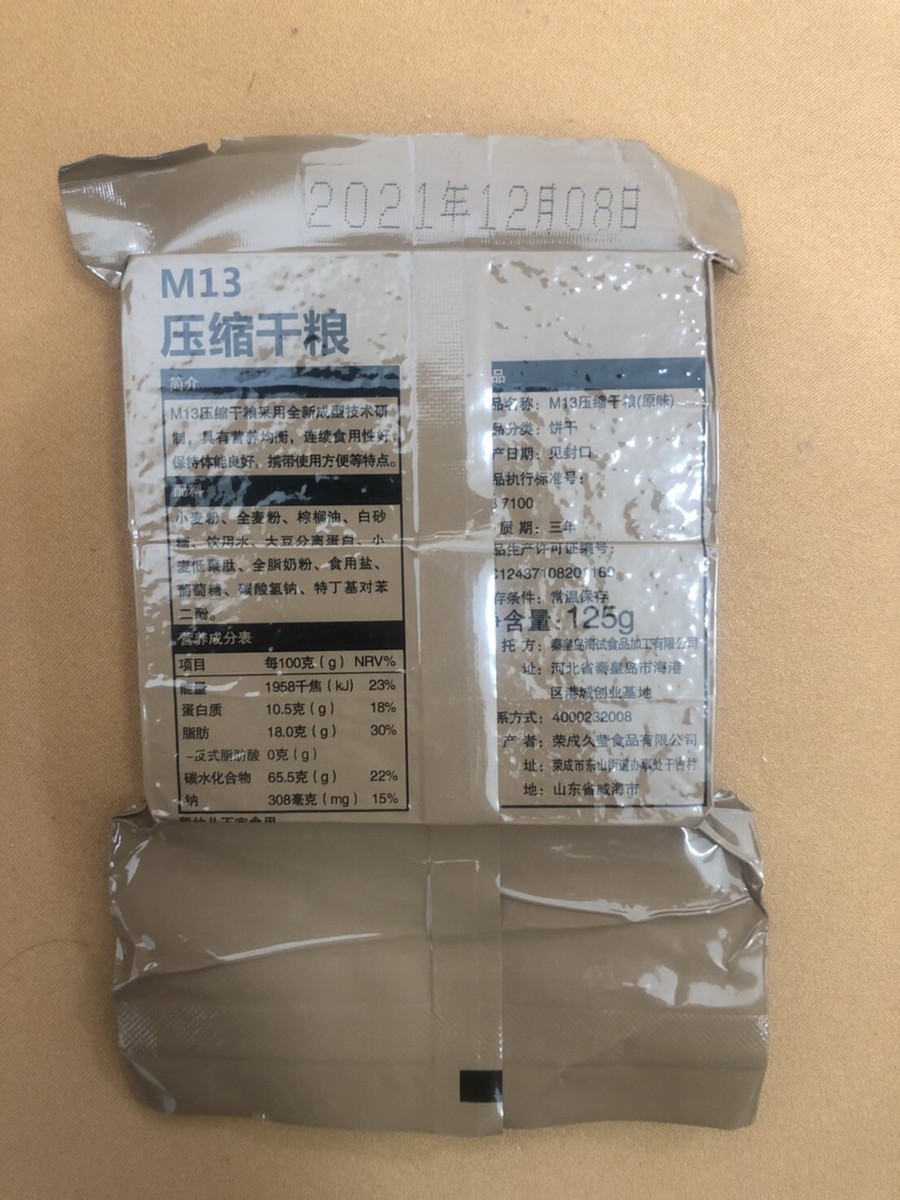 2021年12月08日
M13
压缩干粮
简介
M13压缩干粮采用全新成型技术研
制，具有营养均衡，连续食用性好，
保持体能良好，携带使用方便等特点。
配料
小麦粉、全麦粉、棕榈油、白砂
糖、饮用水、大豆分离蛋白、小
麦低聚肽、全脂奶粉、食用盐、
葡萄糖、碳酸氢钠、特丁基对苯
二酚。
营养成分表
项目 每100克（g） NRV%
能量 1958千焦（kJ） 23%
蛋白质 10.5克（g） 18%
脂肪 18.0克（g） 30%
-反式脂肪酸 0克（g）
碳水化合物 65.5克（g） 22%
钠 308毫克（mg） 15%
品
品名称：M13压缩干粮(原味)
品分类：饼干
产日期：见封口
品执行标准号：
7100
质期：三年
品生产许可证编号：
12437108201160
存条件：常温保存
含量：125g
托方：秦皇岛海试食品加工有限公司
址：河北省秦皇岛市海港
区港城创业基地
系方式：4000232008
产者：荣成久莹食品有限公司
址：荣成市东山街道办事处干占村
地：山东省威海市